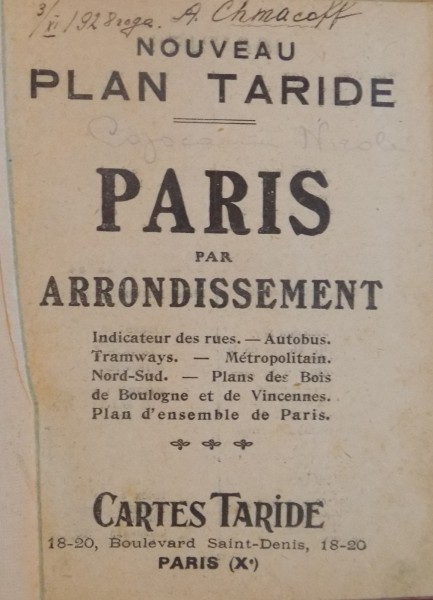 3/VI 1928 года. A. Chmacoff
NOUVEAU
PLAN TARIDE
PARIS
PAR
ARRONDISSEMENT
Indicateur des rues. — Autobus.
Tramways. — Métropolitain.
Nord-Sud. — Plans des Bois
de Boulogne et de Vincennes.
Plan d'ensemble de Paris.
CARTES TARIDE
18-20, Boulevard Saint-Denis, 18-20
PARIS (Xᵉ)